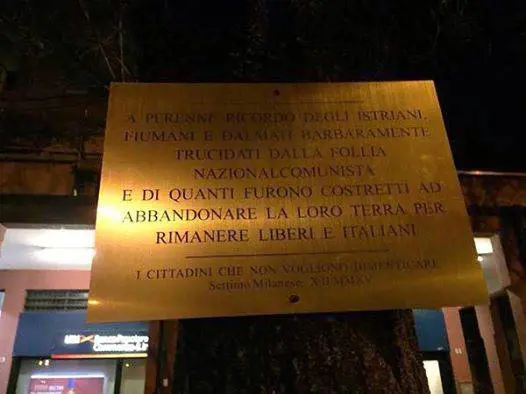 A PERENNE RICORDO DEGLI ISTRIANI,
FIUMANI E DALMATI BARBARAMENTE
TRUCIDATI DALLA FOLLIA
NAZIONALCOMUNISTA
E DI QUANTI FURONO COSTRETTI AD
ABBANDONARE LA LORO TERRA PER
RIMANERE LIBERI E ITALIANI
I CITTADINI CHE NON VOGLIONO DIMENTICARE
Settimo Milanese, X-II-MMXV